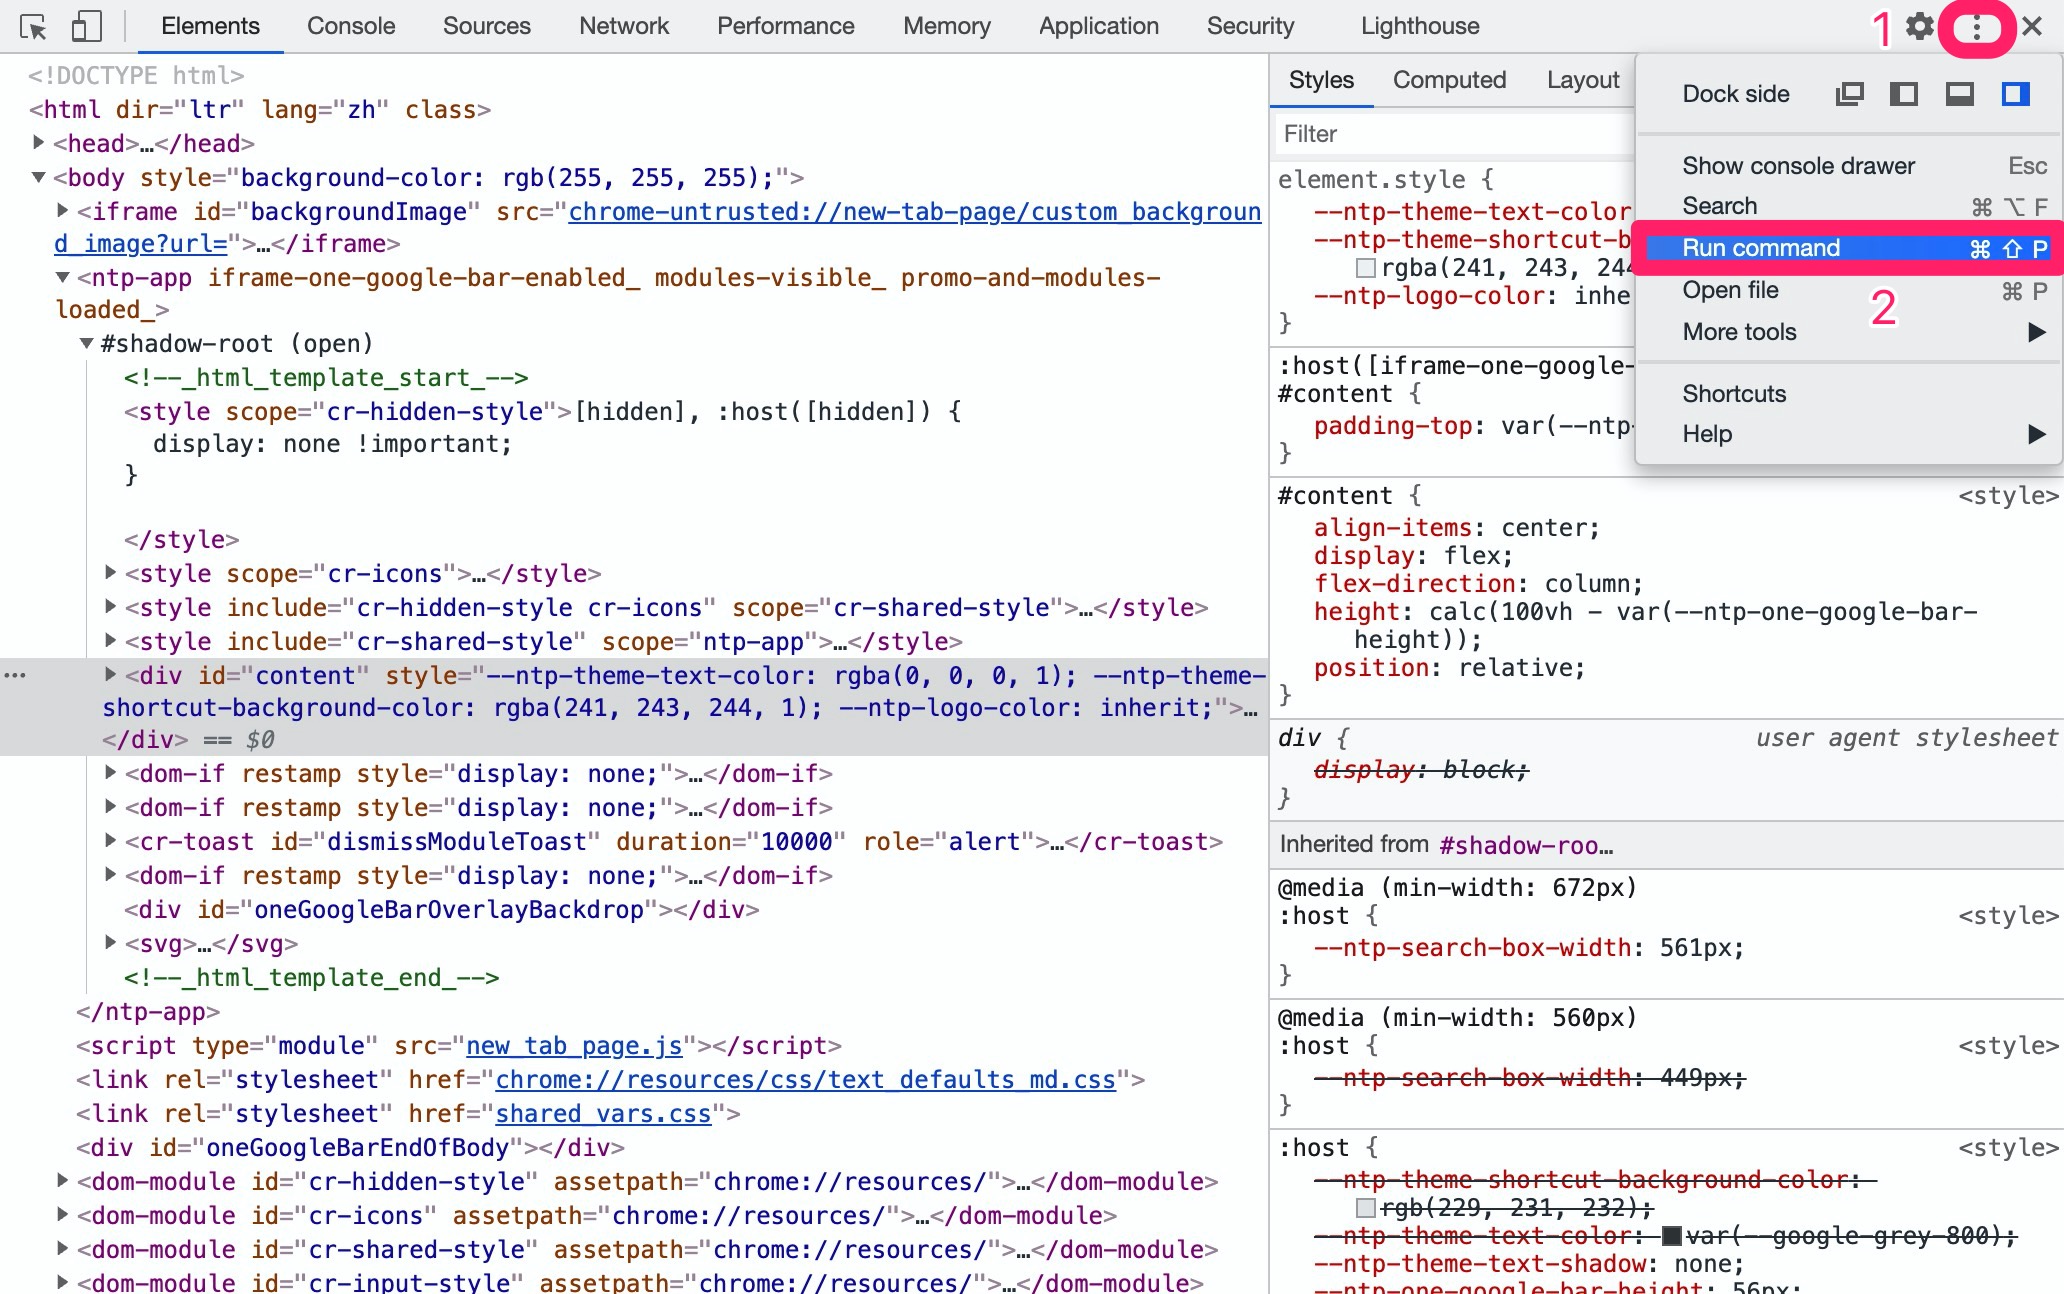 Elements Console Sources Network Performance Memory Application Security Lighthouse 1
<!DOCTYPE html>
<html dir="ltr" lang="zh" class>
<head>…</head>
<body style="background-color: rgb(255, 255, 255);">
<iframe id="backgroundImage" src="chrome-untrusted://new-tab-page/custom_backgroun
d_image?url=">…</iframe>
<ntp-app iframe-one-google-bar-enabled_ modules-visible_ promo-and-modules-
loaded_>
#shadow-root (open)
<!--_html_template_start_-->
<style scope="cr-hidden-style">[hidden], :host([hidden]) {
display: none !important;
}
</style>
<style scope="cr-icons">…</style>
<style include="cr-hidden-style cr-icons" scope="cr-shared-style">…</style>
<style include="cr-shared-style" scope="ntp-app">…</style>
<div id="content" style="--ntp-theme-text-color: rgba(0, 0, 0, 1); --ntp-theme-
shortcut-background-color: rgba(241, 243, 244, 1); --ntp-logo-color: inherit;">…
</div> == $0
<dom-if restamp style="display: none;">…</dom-if>
<dom-if restamp style="display: none;">…</dom-if>
<cr-toast id="dismissModuleToast" duration="10000" role="alert">…</cr-toast>
<dom-if restamp style="display: none;">…</dom-if>
<div id="oneGoogleBarOverlayBackdrop"></div>
<svg>…</svg>
<!--_html_template_end_-->
</ntp-app>
<script type="module" src="new_tab_page.js"></script>
<link rel="stylesheet" href="chrome://resources/css/text_defaults_md.css">
<link rel="stylesheet" href="shared_vars.css">
<div id="oneGoogleBarEndOfBody"></div>
<dom-module id="cr-hidden-style" assetpath="chrome://resources/">…</dom-module>
<dom-module id="cr-icons" assetpath="chrome://resources/">…</dom-module>
<dom-module id="cr-shared-style" assetpath="chrome://resources/">…</dom-module>
<dom-module id="cr-input-style" assetpath="chrome://resources/">…</dom-module>
Styles Computed Layout
Filter
element.style {
--ntp-theme-text-color
--ntp-theme-shortcut-b
rgba(241, 243, 244
--ntp-logo-color: inhe
}
:host([iframe-one-google-
#content {
padding-top: var(--ntp-
}
#content { <style>
align-items: center;
display: flex;
flex-direction: column;
height: calc(100vh - var(--ntp-one-google-bar-
height));
position: relative;
}
div { user agent stylesheet
display: block;
}
Inherited from #shadow-roo…
@media (min-width: 672px)
:host { <style>
--ntp-search-box-width: 561px;
}
@media (min-width: 560px)
:host { <style>
--ntp-search-box-width: 449px;
}
:host { <style>
--ntp-theme-shortcut-background-color:
rgb(229, 231, 232);
--ntp-theme-text-color: var(--google-grey-800);
--ntp-theme-text-shadow: none;
--ntp-one-google-bar-height: 56px;
Dock side
Show console drawer Esc
Search ⌘ ⌥ F
Run command ⌘ ⇧ P
Open file ⌘ P
2
More tools
Shortcuts
Help